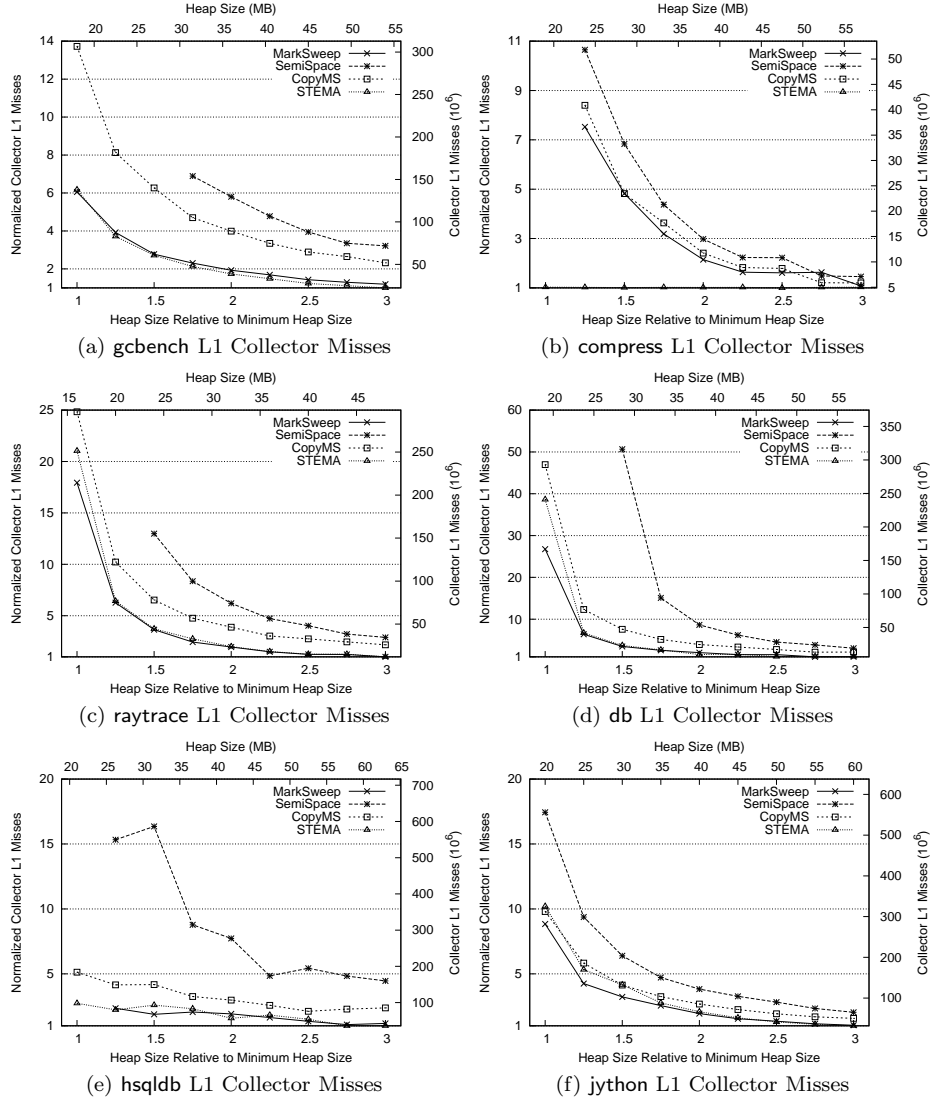 Heap Size (MB)
20 25 30 35 40 45 50 55
14
12
10
8
6
4
2
1
Normalized Collector L1 Misses
MarkSweep
SemiSpace
CopyMS
STEMA
300
250
200
150
100
50
Collector L1 Misses (10^6)
1 1.5 2 2.5 3
Heap Size Relative to Minimum Heap Size
(a) gcbench L1 Collector Misses
Heap Size (MB)
20 25 30 35 40 45 50 55
11
9
7
5
3
1
Normalized Collector L1 Misses
MarkSweep
SemiSpace
CopyMS
STEMA
50
45
40
35
30
25
20
15
10
5
Collector L1 Misses (10^6)
1 1.5 2 2.5 3
Heap Size Relative to Minimum Heap Size
(b) compress L1 Collector Misses
Heap Size (MB)
15 20 25 30 35 40 45
25
20
15
10
5
1
Normalized Collector L1 Misses
MarkSweep
SemiSpace
CopyMS
STEMA
250
200
150
100
50
Collector L1 Misses (10^6)
1 1.5 2 2.5 3
Heap Size Relative to Minimum Heap Size
(c) raytrace L1 Collector Misses
Heap Size (MB)
20 25 30 35 40 45 50 55
60
50
40
30
20
10
1
Normalized Collector L1 Misses
MarkSweep
SemiSpace
CopyMS
STEMA
350
300
250
200
150
100
50
Collector L1 Misses (10^6)
1 1.5 2 2.5 3
Heap Size Relative to Minimum Heap Size
(d) db L1 Collector Misses
Heap Size (MB)
20 25 30 35 40 45 50 55 60 65
20
15
10
5
1
Normalized Collector L1 Misses
MarkSweep
SemiSpace
CopyMS
STEMA
700
600
500
400
300
200
100
Collector L1 Misses (10^6)
1 1.5 2 2.5 3
Heap Size Relative to Minimum Heap Size
(e) hsqldb L1 Collector Misses
Heap Size (MB)
20 25 30 35 40 45 50 55 60
20
15
10
5
1
Normalized Collector L1 Misses
MarkSweep
SemiSpace
CopyMS
STEMA
600
500
400
300
200
100
Collector L1 Misses (10^6)
1 1.5 2 2.5 3
Heap Size Relative to Minimum Heap Size
(f) jython L1 Collector Misses